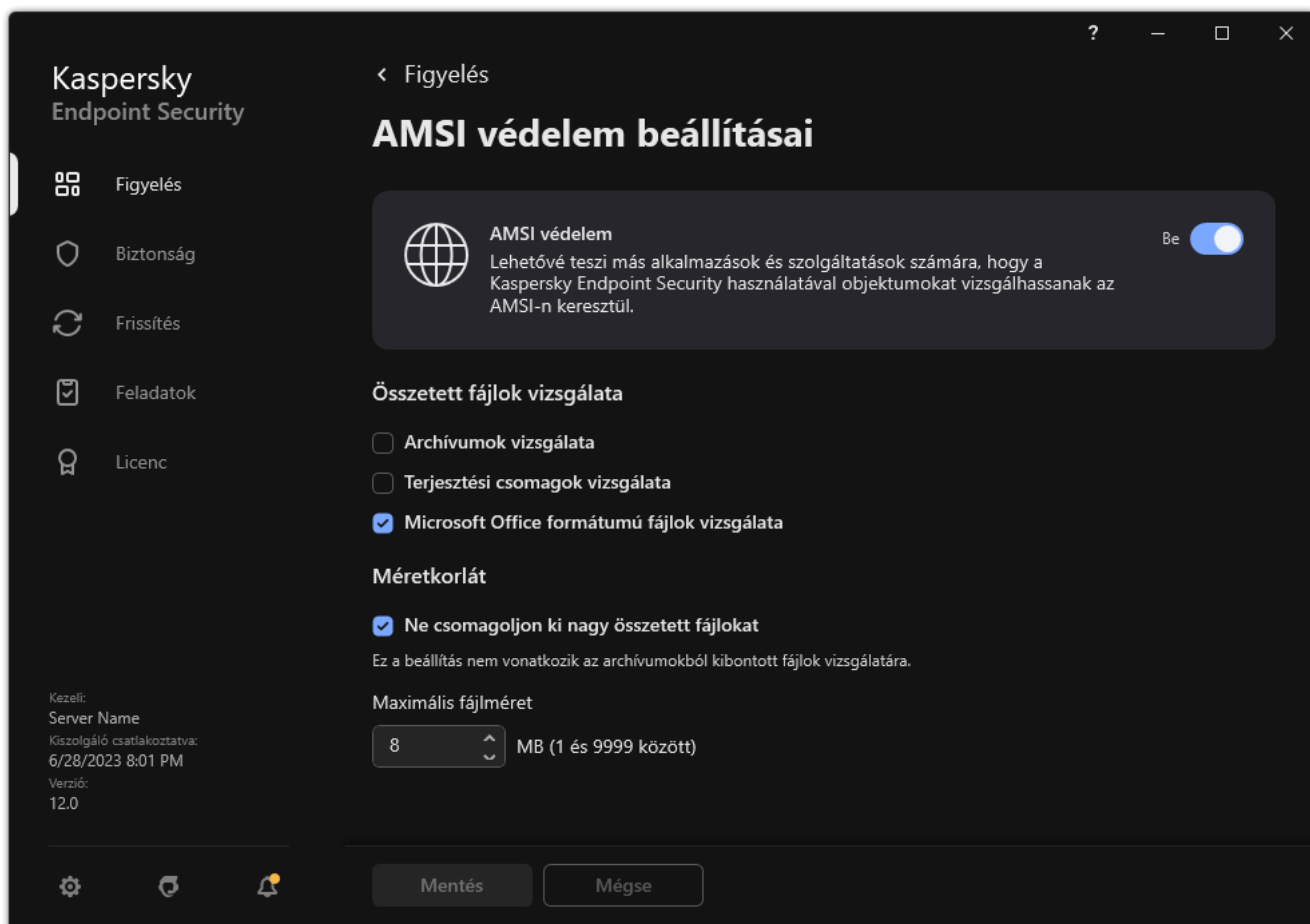 ?
Kaspersky
Endpoint Security
Figyelés
Biztonság
Frissítés
Feladatok
Licenc
Kezeli:
Server Name
Kiszolgáló csatlakoztatva:
6/28/2023 8:01 PM
Verzió:
12.0
Figyelés
AMSI védelem beállításai
AMSI védelem
Be
Lehetővé teszi más alkalmazások és szolgáltatások számára, hogy a
Kaspersky Endpoint Security használatával objektumokat vizsgálhassanak az
AMSI-n keresztül.
Összetett fájlok vizsgálata
Archívumok vizsgálata
Terjesztési csomagok vizsgálata
Microsoft Office formátumú fájlok vizsgálata
Méretkorlát
Ne csomagoljon ki nagy összetett fájlokat
Ez a beállítás nem vonatkozik az archívumokból kibontott fájlok vizsgálatára.
Maximális fájlméret
8 MB (1 és 9999 között)
Mentés Mégse